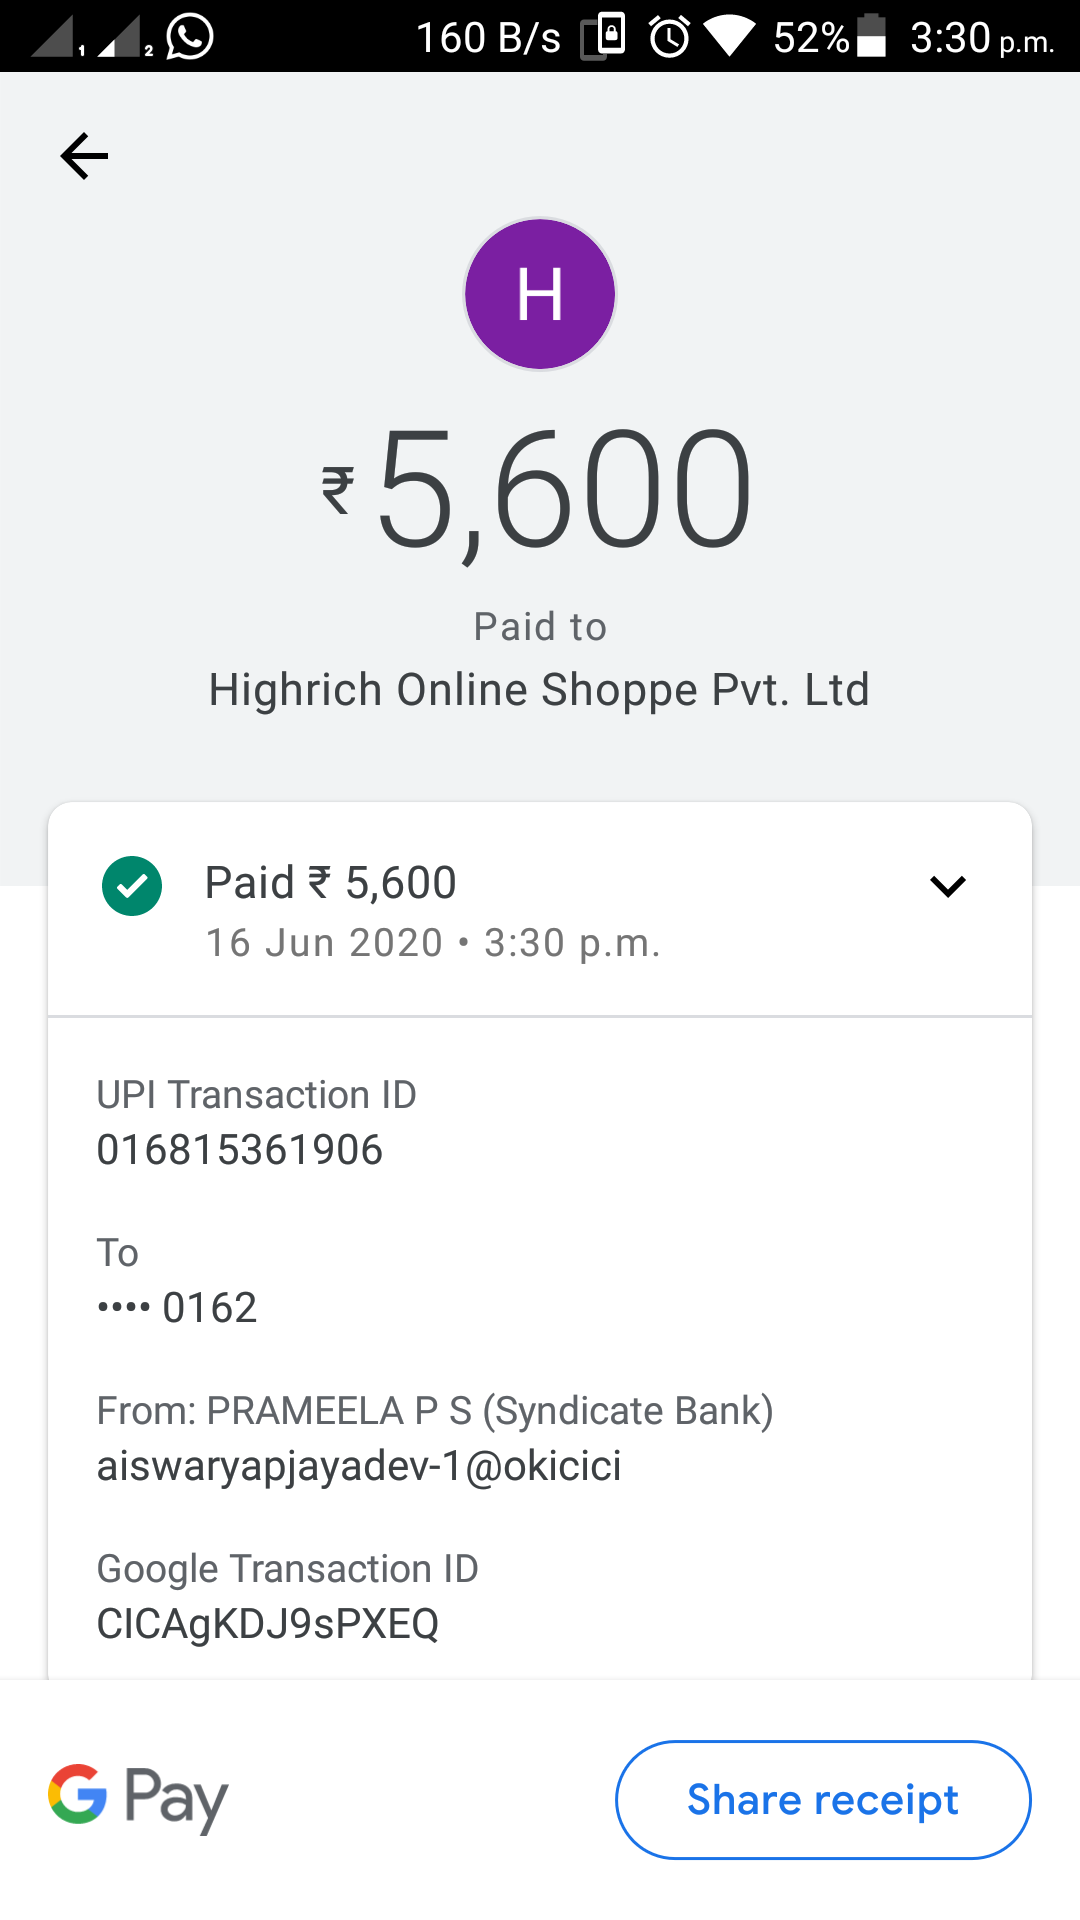 1 2 160 B/s 52% 3:30 p.m.
H
₹5,600
Paid to
Highrich Online Shoppe Pvt. Ltd
Paid ₹ 5,600
16 Jun 2020 • 3:30 p.m.
UPI Transaction ID
016815361906
To
•••• 0162
From: PRAMEELA P S (Syndicate Bank)
aiswaryapjayadev-1@okicici
Google Transaction ID
CICAgKDJ9sPXEQ
G Pay
Share receipt